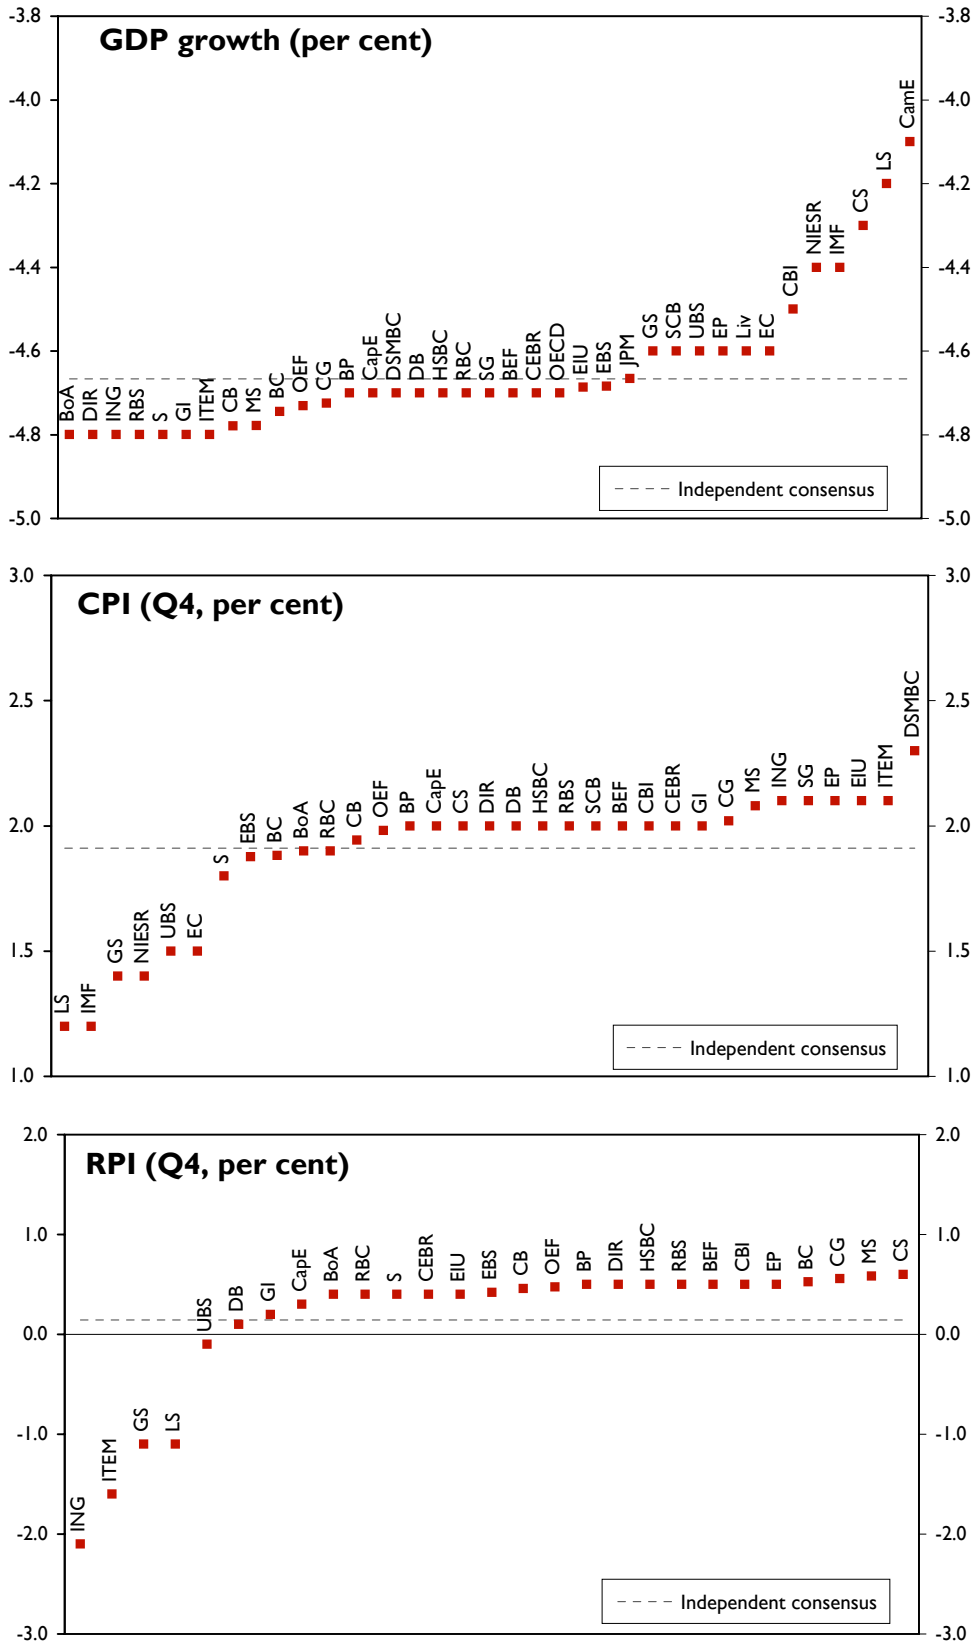 GDP growth (per cent)
-3.8 -3.8
-4.0 -4.0
-4.2 -4.2
-4.4 -4.4
-4.6 -4.6
-4.8 -4.8
-5.0 -5.0
BoA DIR ING RBS S GI ITEM CB MS BC OEF CG BP CapE DSMBC DB HSBC RBC SG BEF CEBR OECD EIU EBS JPM GS SCB UBS EP Liv EC CBI NIESR IMF CS LS CamE
Independent consensus
CPI (Q4, per cent)
3.0 3.0
2.5 2.5
2.0 2.0
1.5 1.5
1.0 1.0
LS IMF GS NIESR UBS EC S EBS BC BoA RBC CB OEF BP CapE CS DIR DB HSBC RBS SCB BEF CBI CEBR GI CG MS ING SG EP EIU ITEM DSMBC
Independent consensus
RPI (Q4, per cent)
2.0 2.0
1.0 1.0
0.0 0.0
-1.0 -1.0
-2.0 -2.0
-3.0 -3.0
ING ITEM GS LS UBS DB GI CapE BoA RBC S CEBR EIU EBS CB OEF BP DIR HSBC RBS BEF CBI EP BC CG MS CS
Independent consensus